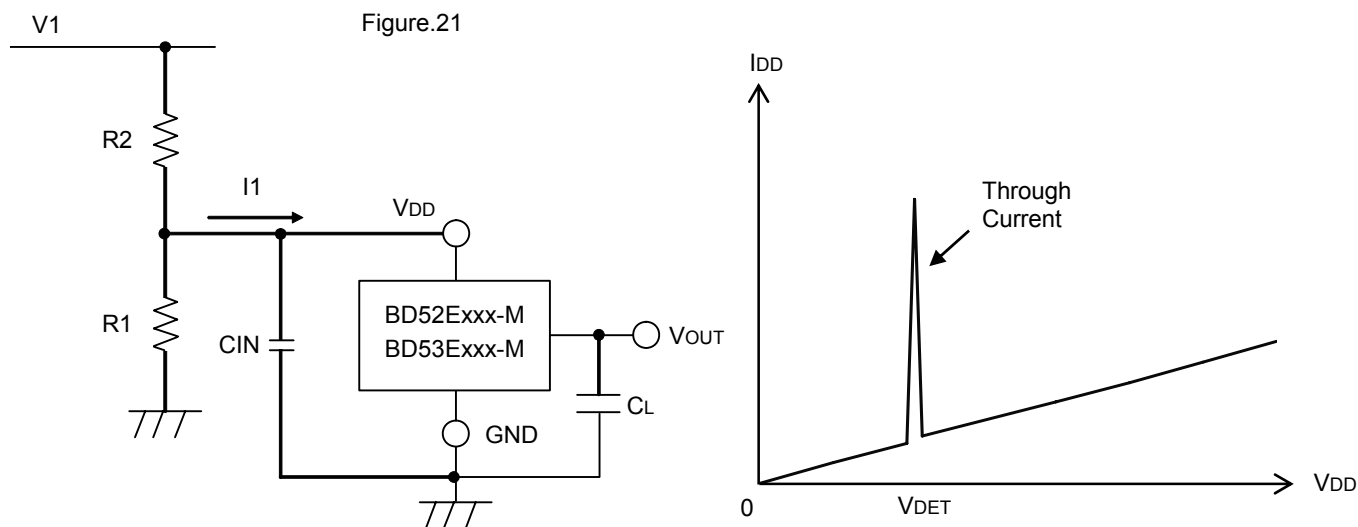 Figure.21
V1
R2
I1
VDD
R1
CIN
BD52Exxx-M
BD53Exxx-M
VOUT
CL
GND
IDD
Through
Current
0
VDET
VDD